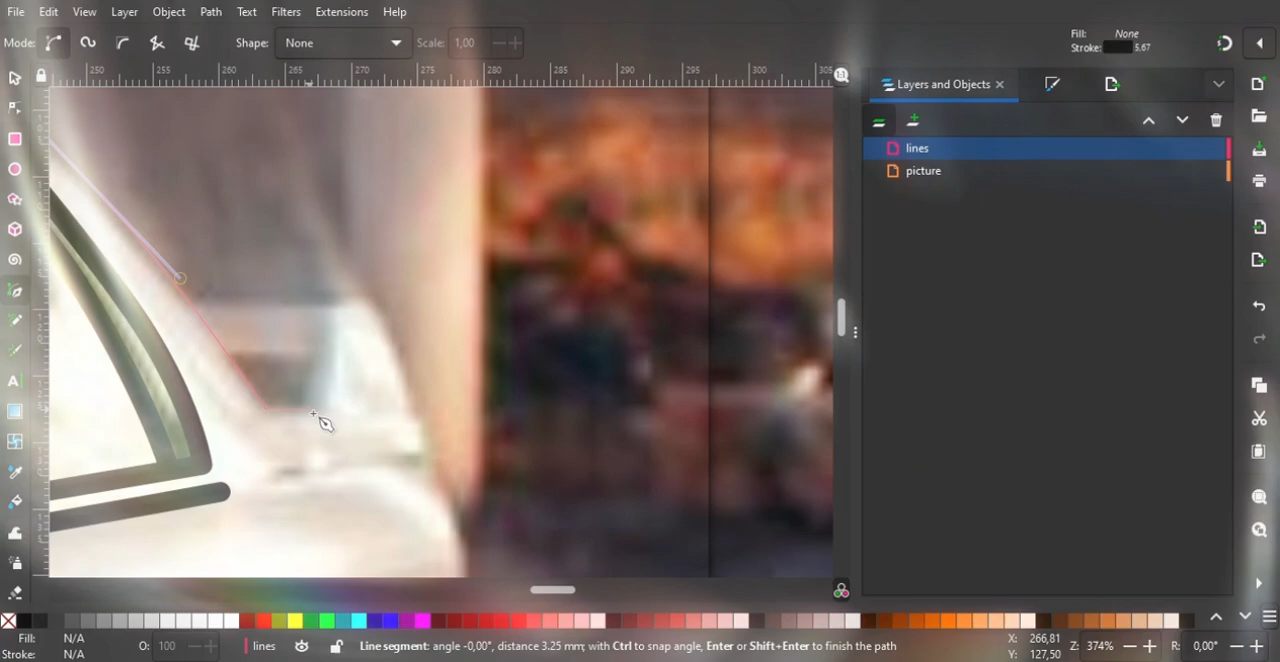 File Edit View Layer Object Path Text Filters Extensions Help
Mode: Shape: None Scale: 1,00 Fill: None
Stroke: 5,67
250 255 260 265 270 275 280 285 290 295 300 305
Layers and Objects
lines
picture
Fill: N/A
Stroke: N/A
O: 100
lines
Line segment: angle -0,00°, distance 3.25 mm; with Ctrl to snap angle, Enter or Shift+Enter to finish the path
X: 266,81
Y: 127,50
Z: 374%
R: 0,00°